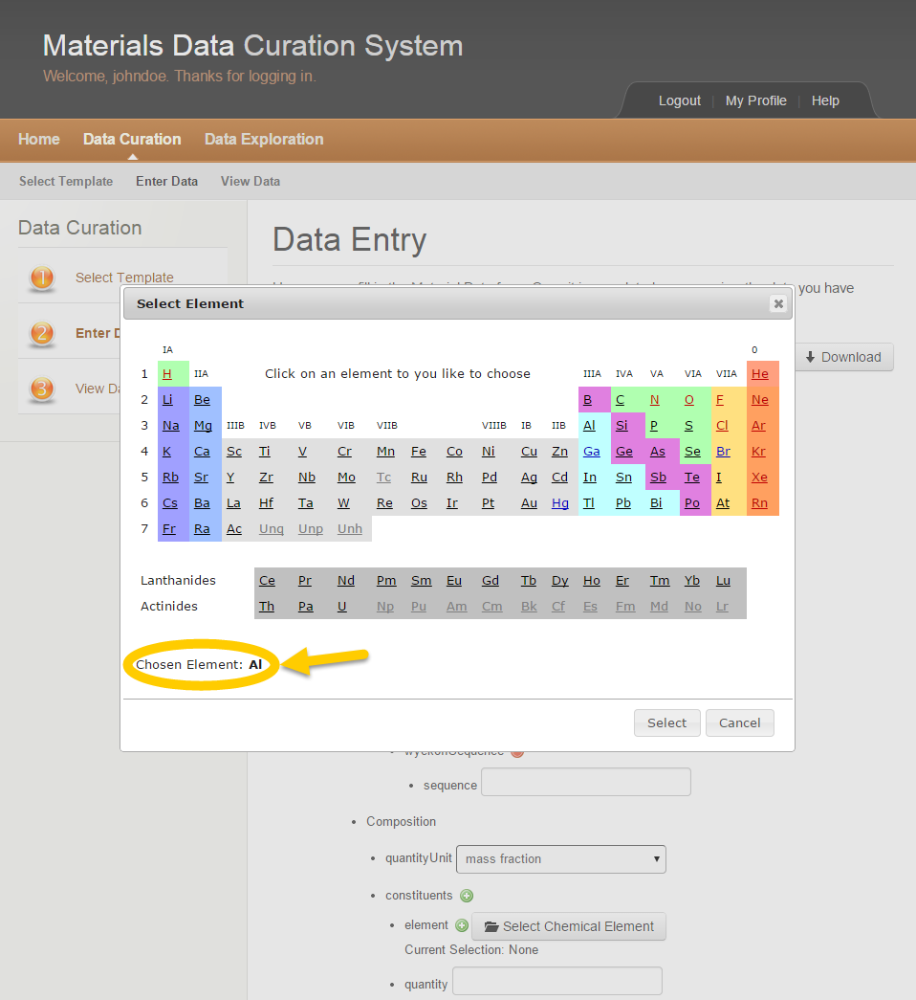 Materials Data Curation System
Welcome, johndoe. Thanks for logging in.
Logout | My Profile | Help
Home Data Curation Data Exploration
Select Template Enter Data View Data
Data Curation
1 Select Template
2 Enter D
3 View Da
Data Entry
you have
Download
Select Element
IA 0
1 H IIA Click on an element to you like to choose IIIA IVA VA VIA VIIA He
2 Li Be B C N O F Ne
3 Na Mg IIIB IVB VB VIB VIIB VIIIB IB IIB Al Si P S Cl Ar
4 K Ca Sc Ti V Cr Mn Fe Co Ni Cu Zn Ga Ge As Se Br Kr
5 Rb Sr Y Zr Nb Mo Tc Ru Rh Pd Ag Cd In Sn Sb Te I Xe
6 Cs Ba La Hf Ta W Re Os Ir Pt Au Hg Tl Pb Bi Po At Rn
7 Fr Ra Ac Unq Unp Unh
Lanthanides Ce Pr Nd Pm Sm Eu Gd Tb Dy Ho Er Tm Yb Lu
Actinides Th Pa U Np Pu Am Cm Bk Cf Es Fm Md No Lr
Chosen Element: Al
Select Cancel
wyckoffSequence
sequence
Composition
quantityUnit mass fraction
constituents
element Select Chemical Element
Current Selection: None
quantity